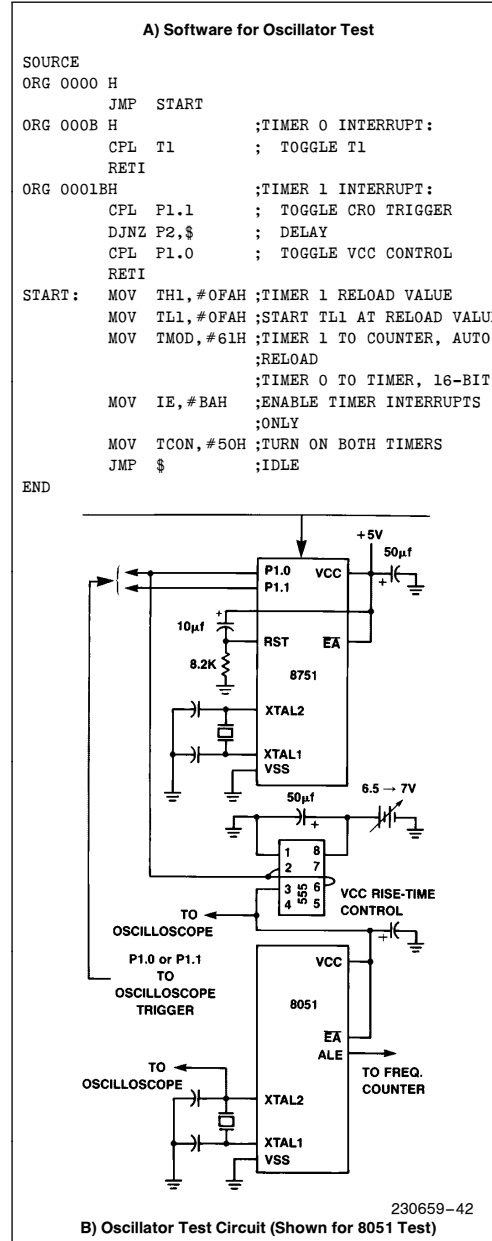 A) Software for Oscillator Test
SOURCE
ORG 0000 H
JMP START
ORG 000B H ;TIMER 0 INTERRUPT:
CPL T1 ; TOGGLE T1
RETI
ORG 0001BH ;TIMER 1 INTERRUPT:
CPL P1.1 ; TOGGLE CRO TRIGGER
DJNZ P2,$ ; DELAY
CPL P1.0 ; TOGGLE VCC CONTROL
RETI
START: MOV TH1,#0FAH ;TIMER 1 RELOAD VALUE
MOV TL1,#0FAH ;START TL1 AT RELOAD VALUE
MOV TMOD,#61H ;TIMER 1 TO COUNTER, AUTO
;RELOAD
;TIMER 0 TO TIMER, 16-BIT
MOV IE,#BAH ;ENABLE TIMER INTERRUPTS
;ONLY
MOV TCON,#50H ;TURN ON BOTH TIMERS
JMP $ ;IDLE
END
+5V
50µf
+
P1.0
VCC
P1.1
+
10µf
RST
EA
8.2K
8751
XTAL2
XTAL1
VSS
6.5 → 7V
50µf
+
1 8
2 7
3 6
4 5
555
VCC RISE-TIME
CONTROL
TO
OSCILLOSCOPE
+
P1.0 or P1.1
TO
OSCILLOSCOPE
TRIGGER
VCC
8051
EA
ALE
TO FREQ.
COUNTER
TO
OSCILLOSCOPE
XTAL2
XTAL1
VSS
230659–42
B) Oscillator Test Circuit (Shown for 8051 Test)